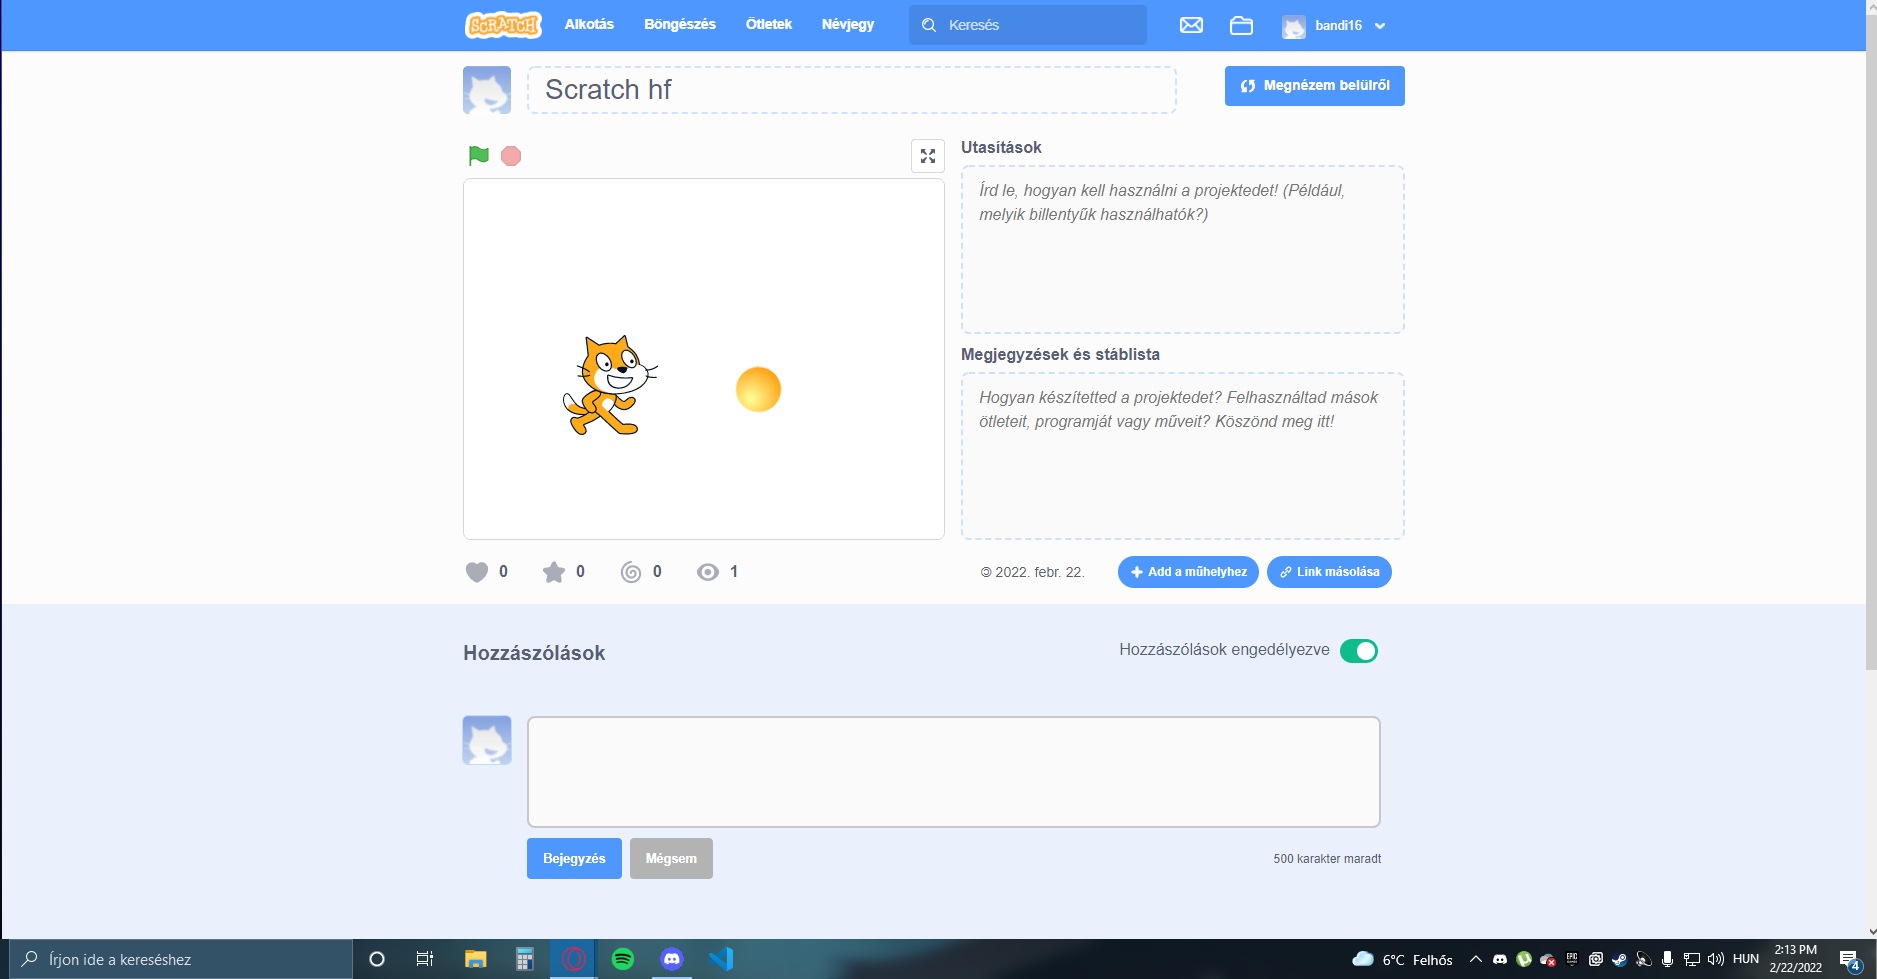 SCRATCH Alkotás Böngészés Ötletek Névjegy Keresés bandi16
Scratch hf
Megnézem belülről
Utasítások
Írd le, hogyan kell használni a projektedet! (Például,
melyik billentyűk használhatók?)
Megjegyzések és stáblista
Hogyan készítetted a projektedet? Felhasználtad mások
ötleteit, programját vagy műveit? Köszönd meg itt!
0 0 0 1
2022. febr. 22.
Add a műhelyhez
Link másolása
Hozzászólások
Hozzászólások engedélyezve
Bejegyzés
Mégsem
500 karakter maradt
Írjon ide a kereséshez
6°C Felhős
EPIC
HUN
2:13 PM
2/22/2022
4